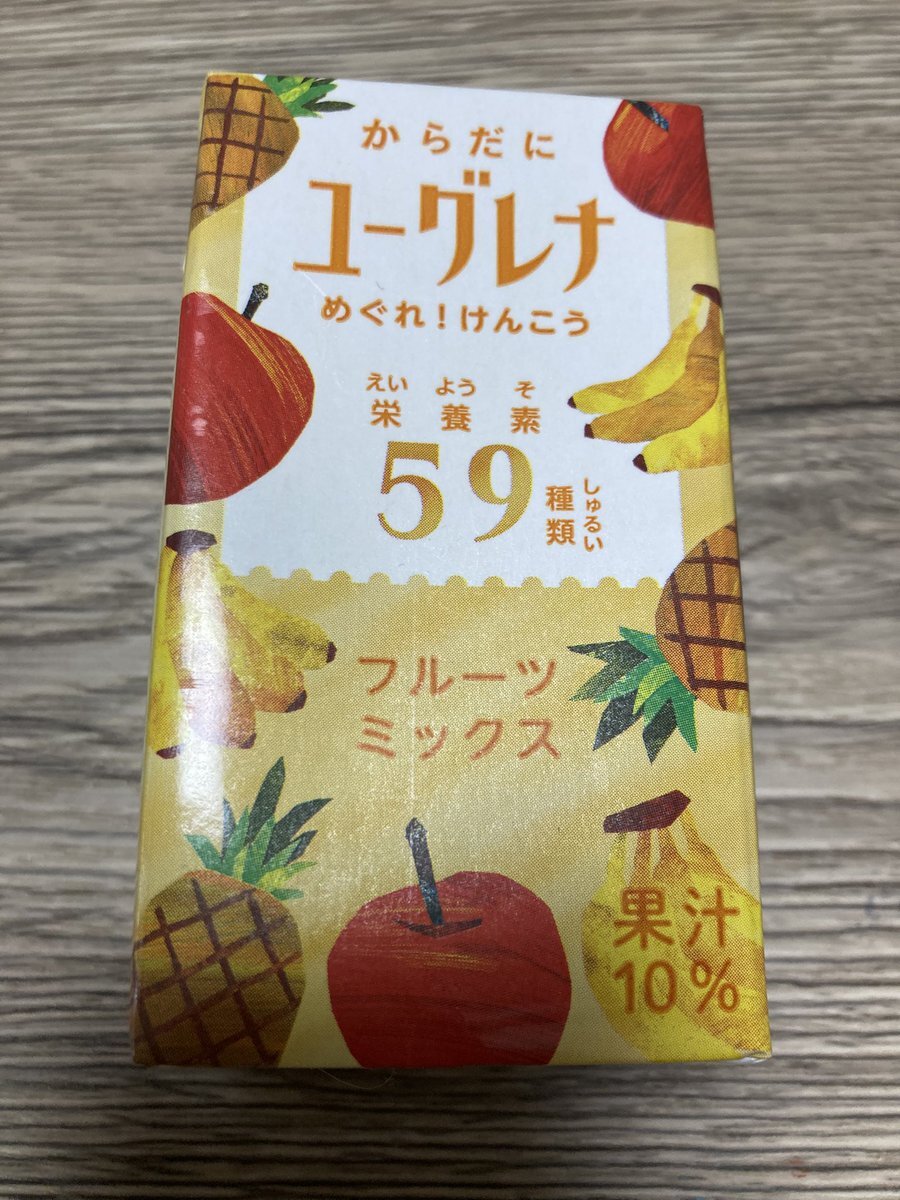 からだに
ユーグレナ
めぐれ！けんこう
えいようそ
栄養素
59種類
しゅるい
フルーツ
ミックス
果汁
10%